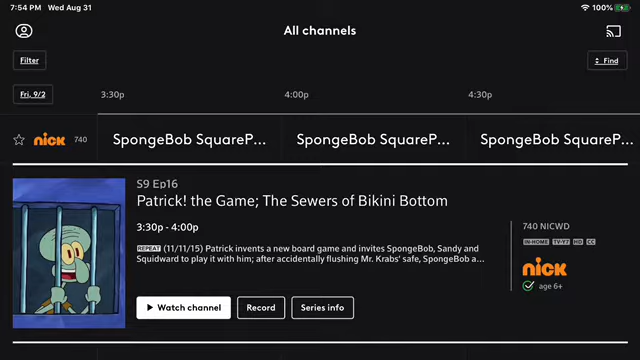 7:54 PM Wed Aug 31
100%
All channels
Filter
Find
Fri, 9/2
3:30p
4:00p
4:30p
nick
740
SpongeBob SquareP...
SpongeBob SquareP...
SpongeBob SquareP...
S9 Ep16
Patrick! the Game; The Sewers of Bikini Bottom
3:30p - 4:00p
REPEAT (11/11/15) Patrick invents a new board game and invites SpongeBob, Sandy and
Squidward to play it with him; after accidentally flushing Mr. Krabs' safe, SpongeBob a...
740 NICWD
IN-HOME TV-Y7 HD CC
nick
age 6+
Watch channel
Record
Series info